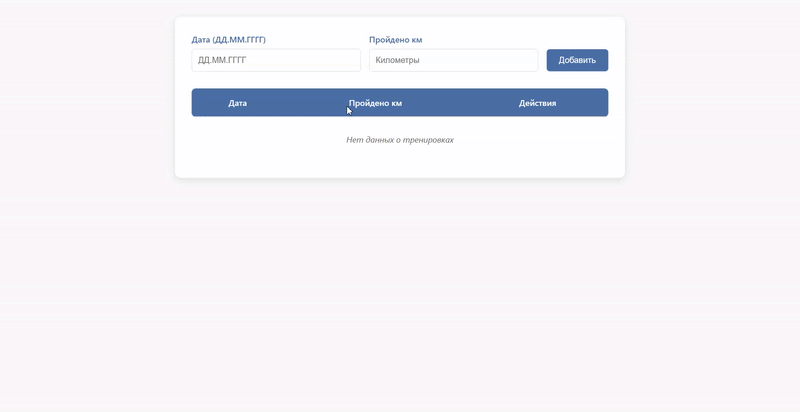 Дата (ДД.ММ.ГГГГ) Пройдено км
ДД.ММ.ГГГГ Километры Добавить
Дата Пройдено км Действия
Нет данных о тренировках